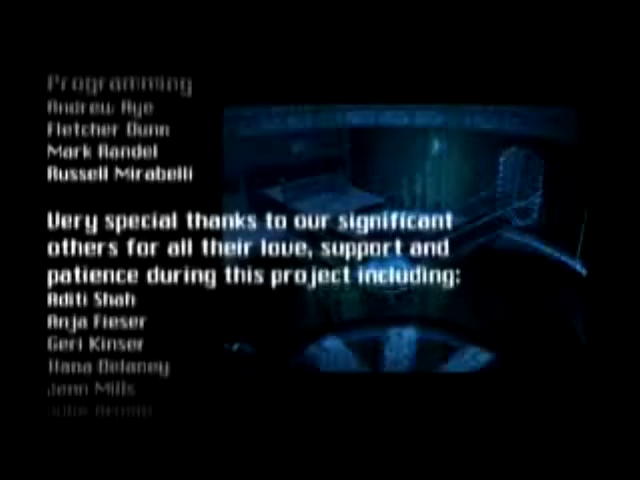 Programming
Andrew Aye
Fletcher Dunn
Mark Randel
Russell Mirabelli
Very special thanks to our significant
others for all their love, support and
patience during this project including:
Aditi Shah
Anja Fieser
Geri Kinser
Ilana Delaney
Jenn Mills